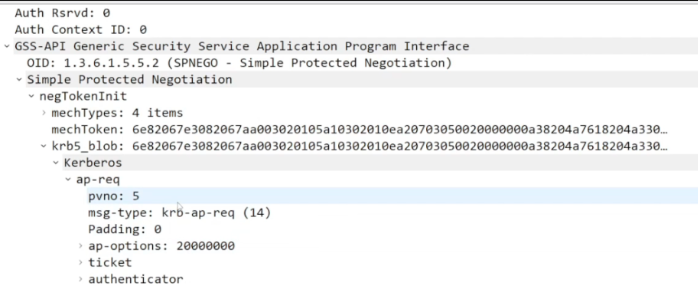 Auth Rsrvd: 0
Auth Context ID: 0
GSS-API Generic Security Service Application Program Interface
OID: 1.3.6.1.5.5.2 (SPNEGO - Simple Protected Negotiation)
Simple Protected Negotiation
negTokenInit
mechTypes: 4 items
mechToken: 6e82067e3082067aa003020105a10302010ea20703050020000000a38204a7618204a330…
krb5_blob: 6e82067e3082067aa003020105a10302010ea20703050020000000a38204a7618204a330…
Kerberos
ap-req
pvno: 5
msg-type: krb-ap-req (14)
Padding: 0
ap-options: 20000000
ticket
authenticator